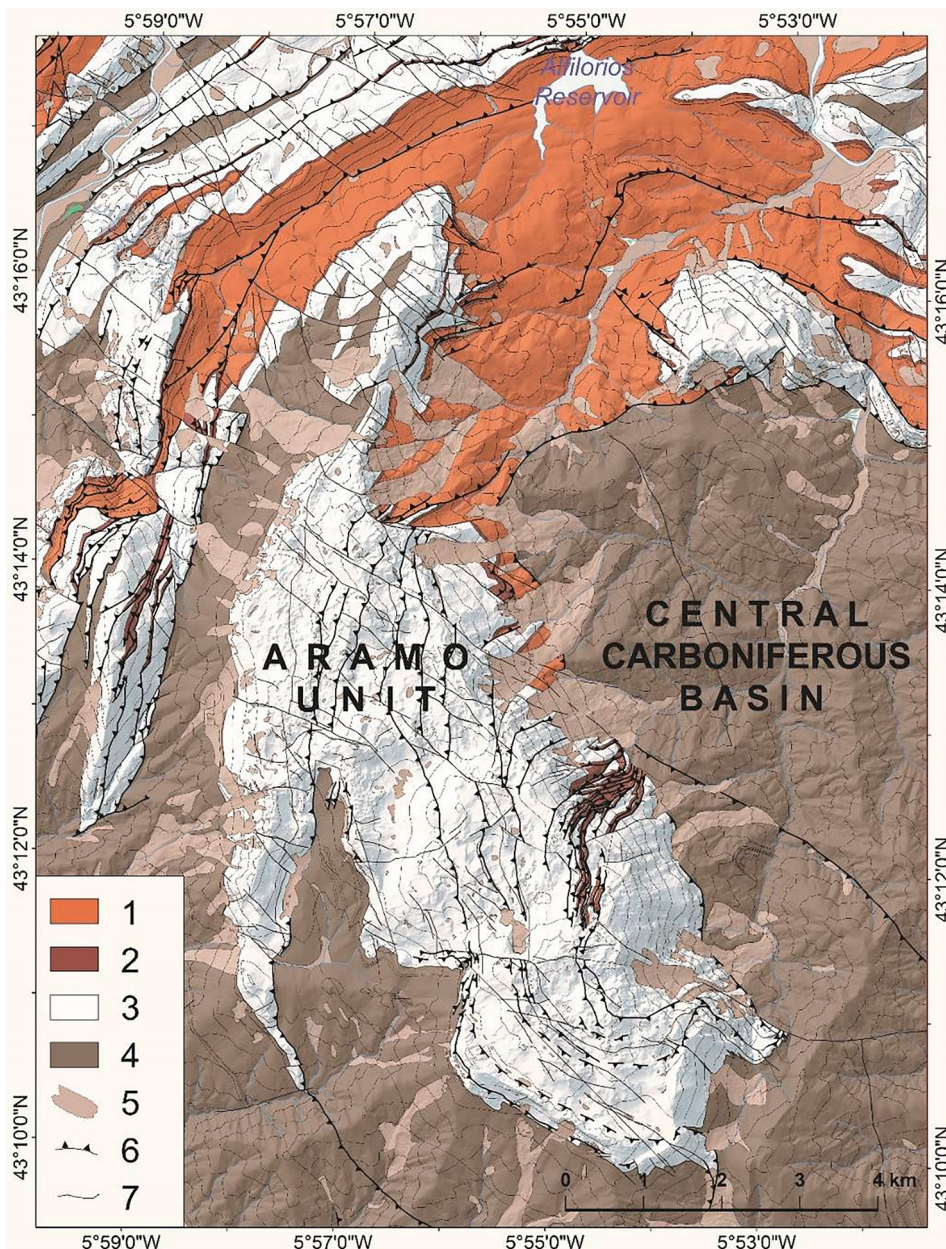 5°59'0"W 5°57'0"W 5°55'0"W 5°53'0"W
Alfilorios
Reservoir
43°16'0"N
43°16'0"N
43°14'0"N
43°14'0"N
CENTRAL
CARBONIFEROUS
BASIN
ARAMO
UNIT
43°12'0"N
43°12'0"N
1
2
3
4
5
6
7
43°10'0"N
43°10'0"N
0 1 2 3 4 km
5°59'0"W 5°57'0"W 5°55'0"W 5°53'0"W